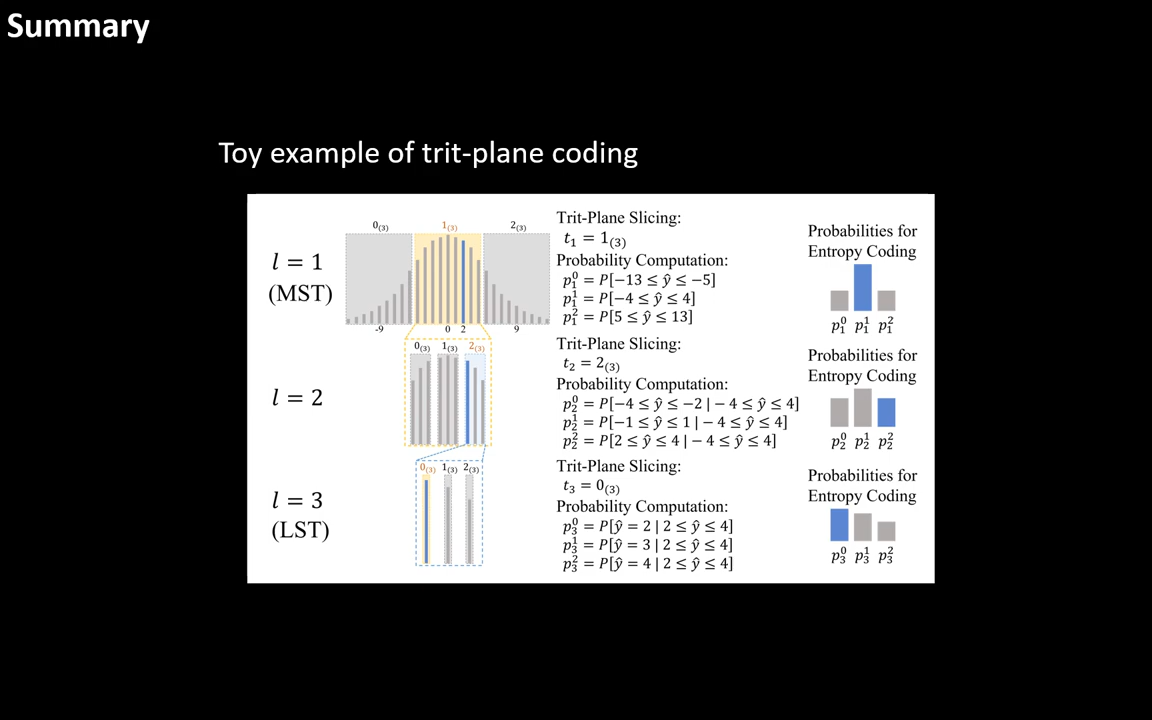 Summary
Toy example of trit-plane coding
l = 1
(MST)
0(3) 1(3) 2(3)
-9 0 2 9
Trit-Plane Slicing:
t₁ = 1(3)
Probability Computation:
p₁⁰ = P[−13 ≤ ŷ ≤ −5]
p₁¹ = P[−4 ≤ ŷ ≤ 4]
p₁² = P[5 ≤ ŷ ≤ 13]
Probabilities for
Entropy Coding
p₁⁰ p₁¹ p₁²
l = 2
0(3) 1(3) 2(3)
Trit-Plane Slicing:
t₂ = 2(3)
Probability Computation:
p₂⁰ = P[−4 ≤ ŷ ≤ −2 | − 4 ≤ ŷ ≤ 4]
p₂¹ = P[−1 ≤ ŷ ≤ 1 | − 4 ≤ ŷ ≤ 4]
p₂² = P[2 ≤ ŷ ≤ 4 | − 4 ≤ ŷ ≤ 4]
Probabilities for
Entropy Coding
p₂⁰ p₂¹ p₂²
l = 3
(LST)
0(3) 1(3) 2(3)
Trit-Plane Slicing:
t₃ = 0(3)
Probability Computation:
p₃⁰ = P[ŷ = 2 | 2 ≤ ŷ ≤ 4]
p₃¹ = P[ŷ = 3 | 2 ≤ ŷ ≤ 4]
p₃² = P[ŷ = 4 | 2 ≤ ŷ ≤ 4]
Probabilities for
Entropy Coding
p₃⁰ p₃¹ p₃²